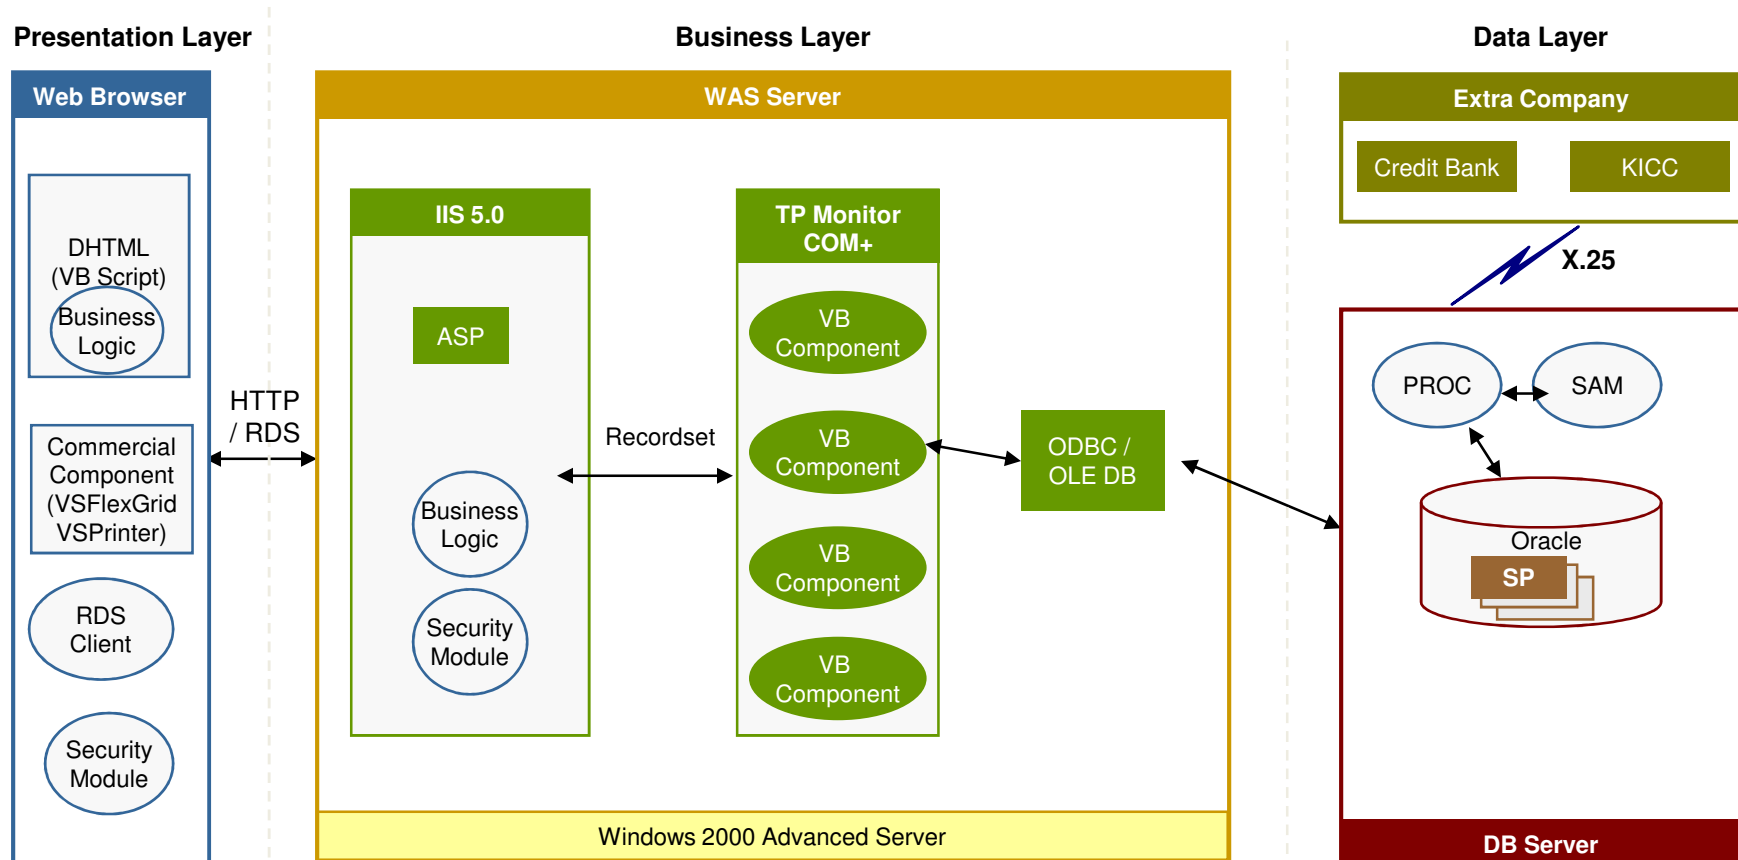 Presentation Layer
Business Layer
Data Layer
Web Browser
DHTML
(VB Script)
Business
Logic
Commercial
Component
(VSFlexGrid
VSPrinter)
RDS
Client
Security
Module
HTTP
/ RDS
WAS Server
IIS 5.0
ASP
Business
Logic
Security
Module
Recordset
TP Monitor
COM+
VB
Component
VB
Component
VB
Component
VB
Component
ODBC /
OLE DB
Windows 2000 Advanced Server
Extra Company
Credit Bank
KICC
X.25
PROC
SAM
Oracle
SP
DB Server